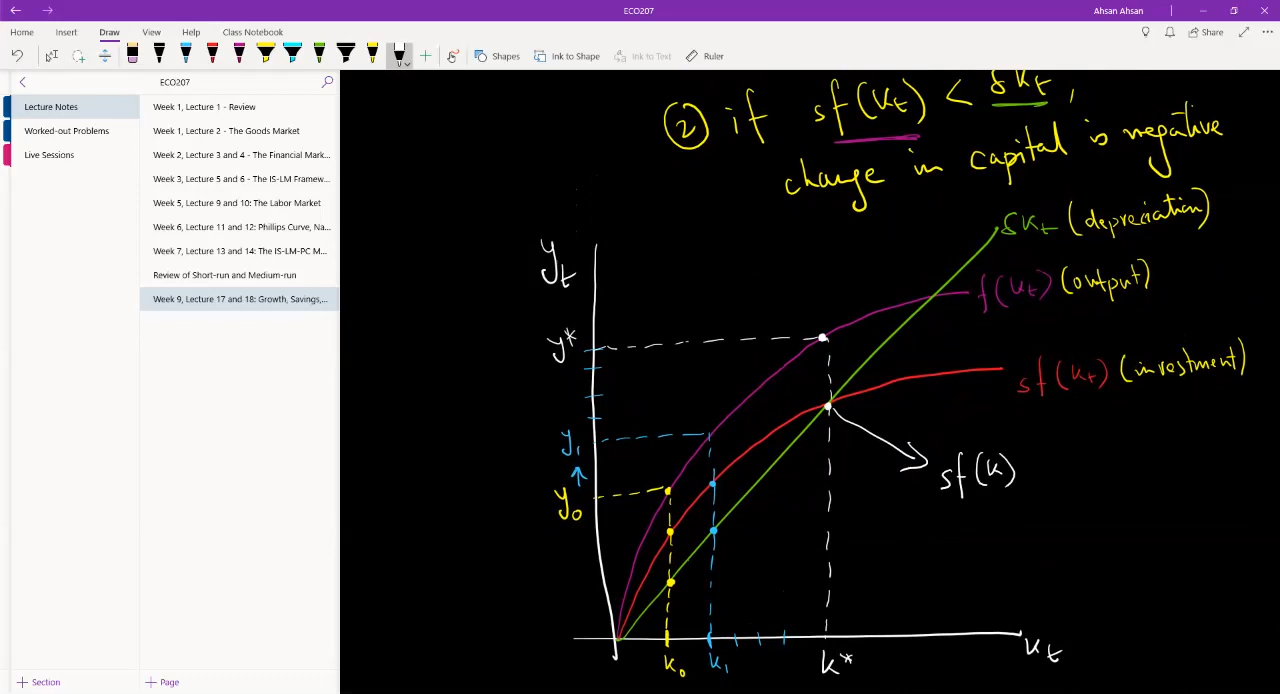 ECO207
Ahsan Ahsan
Home Insert Draw View Help Class Notebook
Share
Shapes Ink to Shape Ink to Text Ruler
ECO207
Lecture Notes
Worked-out Problems
Live Sessions
Week 1, Lecture 1 - Review
Week 1, Lecture 2 - The Goods Market
Week 2, Lecture 3 and 4 - The Financial Mark...
Week 3, Lecture 5 and 6 - The IS-LM Framew...
Week 5, Lecture 9 and 10: The Labor Market
Week 6, Lecture 11 and 12: Phillips Curve, Na...
Week 7, Lecture 13 and 14: The IS-LM-PC M...
Review of Short-run and Medium-run
Week 9, Lecture 17 and 18: Growth, Savings,...
Section
Page
② if sf(kt) < δkt,
change in capital is negative
δkt (depreciation)
yt
f(kt) (output)
y*
sf(kt) (investment)
y1
sf(k)
y0
k0 k1 k* kt